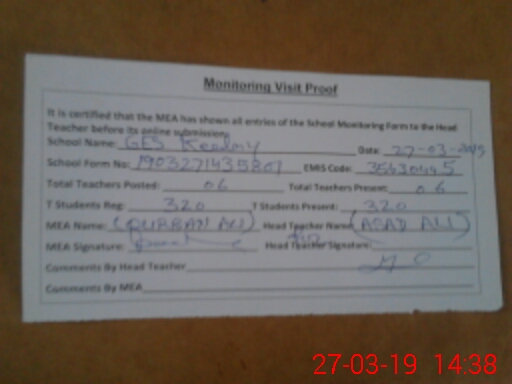 Monitoring Visit Proof
It is certified that the MEA has shown all entries of the School Monitoring Form to the Head
Teacher before its online submission.
School Name: GES Date: 27-03-2019
School Form No: EMIS Code:
Total Teachers Posted: 06 Total Teachers Present: 06
T Students Reg: 320 T Students Present: 320
MEA Name: (QURBAN ALI) Head Teacher Name (ASAD ALI)
MEA Signature: Head Teacher Signature:
Comments By Head Teacher
Comments By MEA
27-03-19 14:38